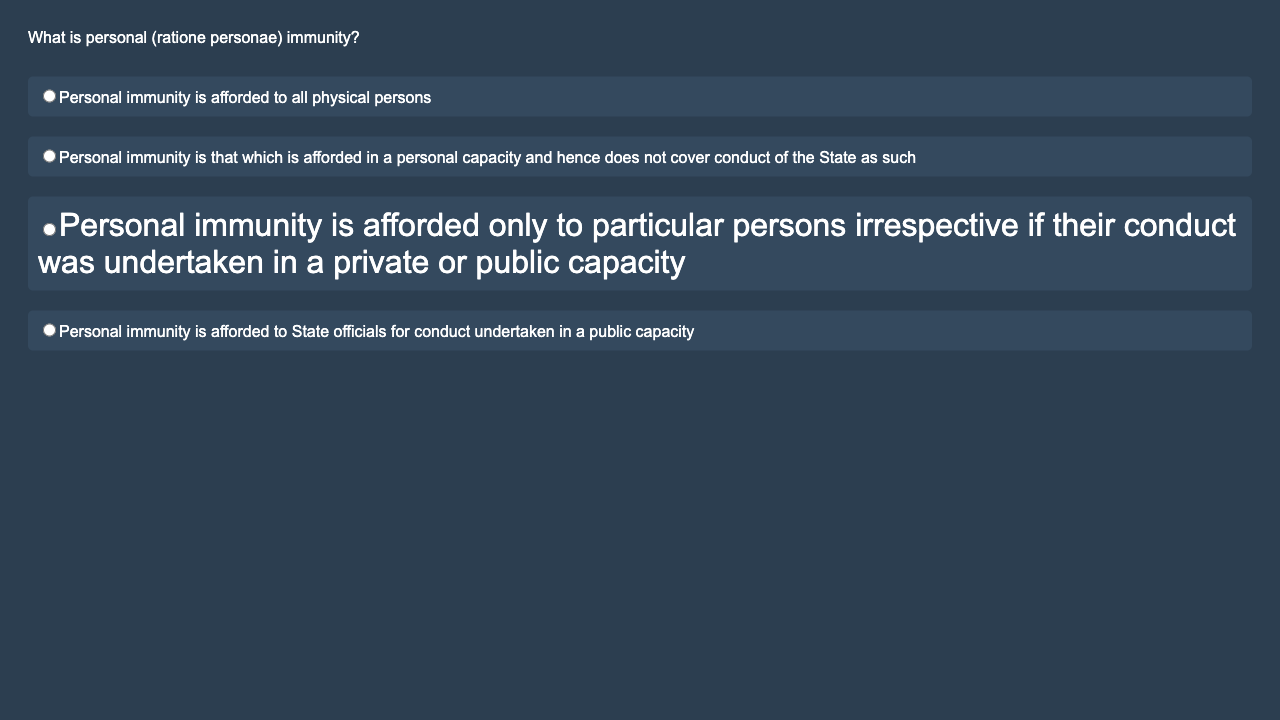 What is personal (ratione personae) immunity?
Personal immunity is afforded to all physical persons
Personal immunity is that which is afforded in a personal capacity and hence does not cover conduct of the State as such
Personal immunity is afforded only to particular persons irrespective if their conduct
was undertaken in a private or public capacity
Personal immunity is afforded to State officials for conduct undertaken in a public capacity